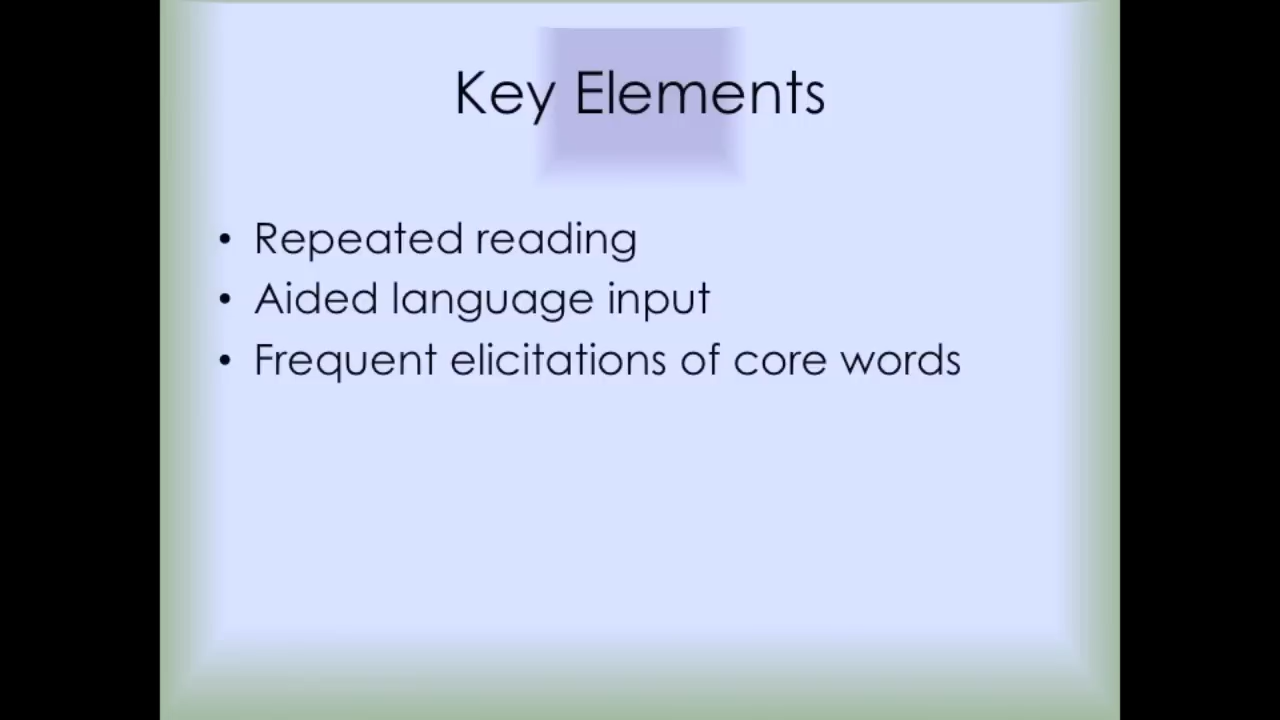 Key Elements
• Repeated reading
• Aided language input
• Frequent elicitations of core words